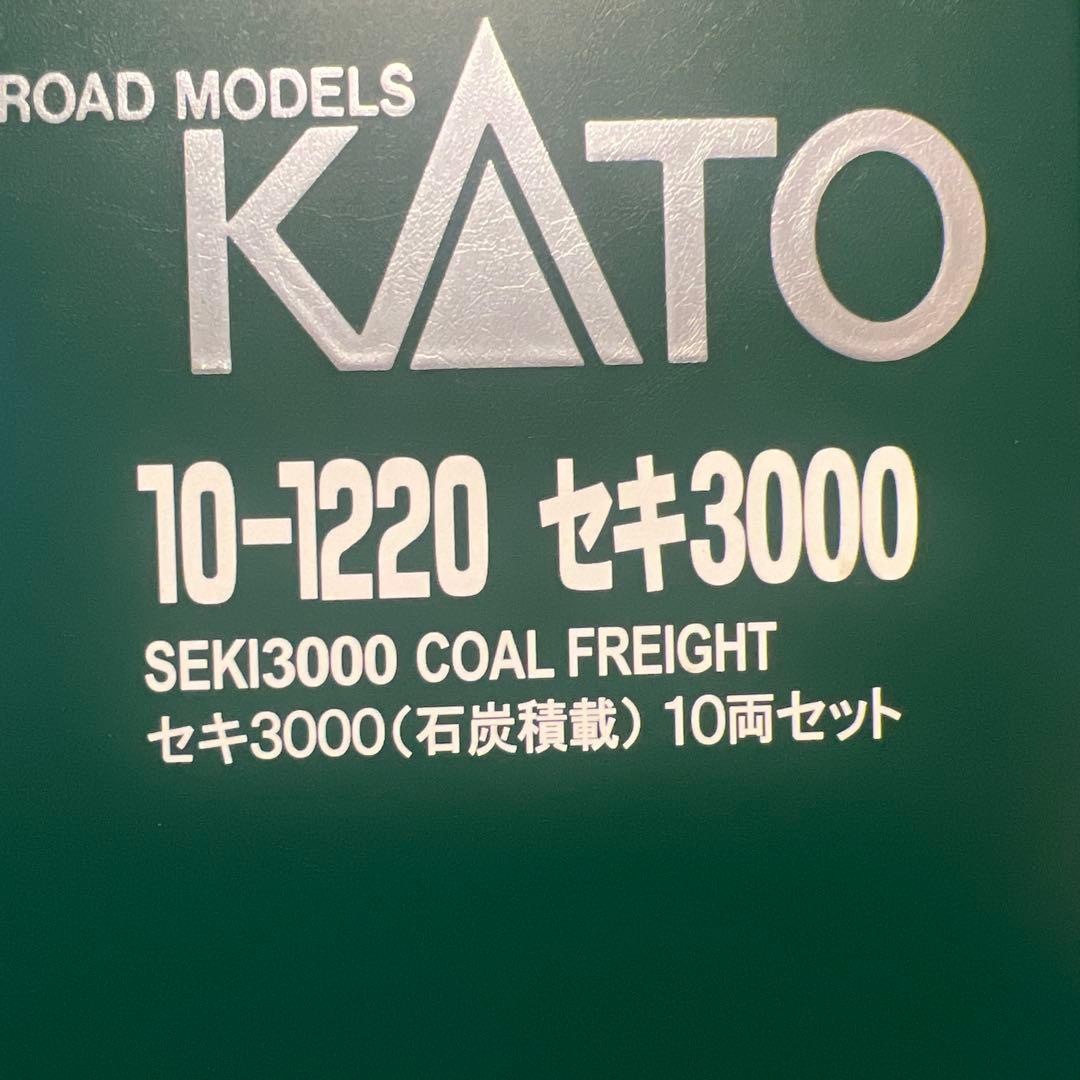 ROAD MODELS
KATO
10-1220 セキ3000
SEKI3000 COAL FREIGHT
セキ3000(石炭積載) 10両セット